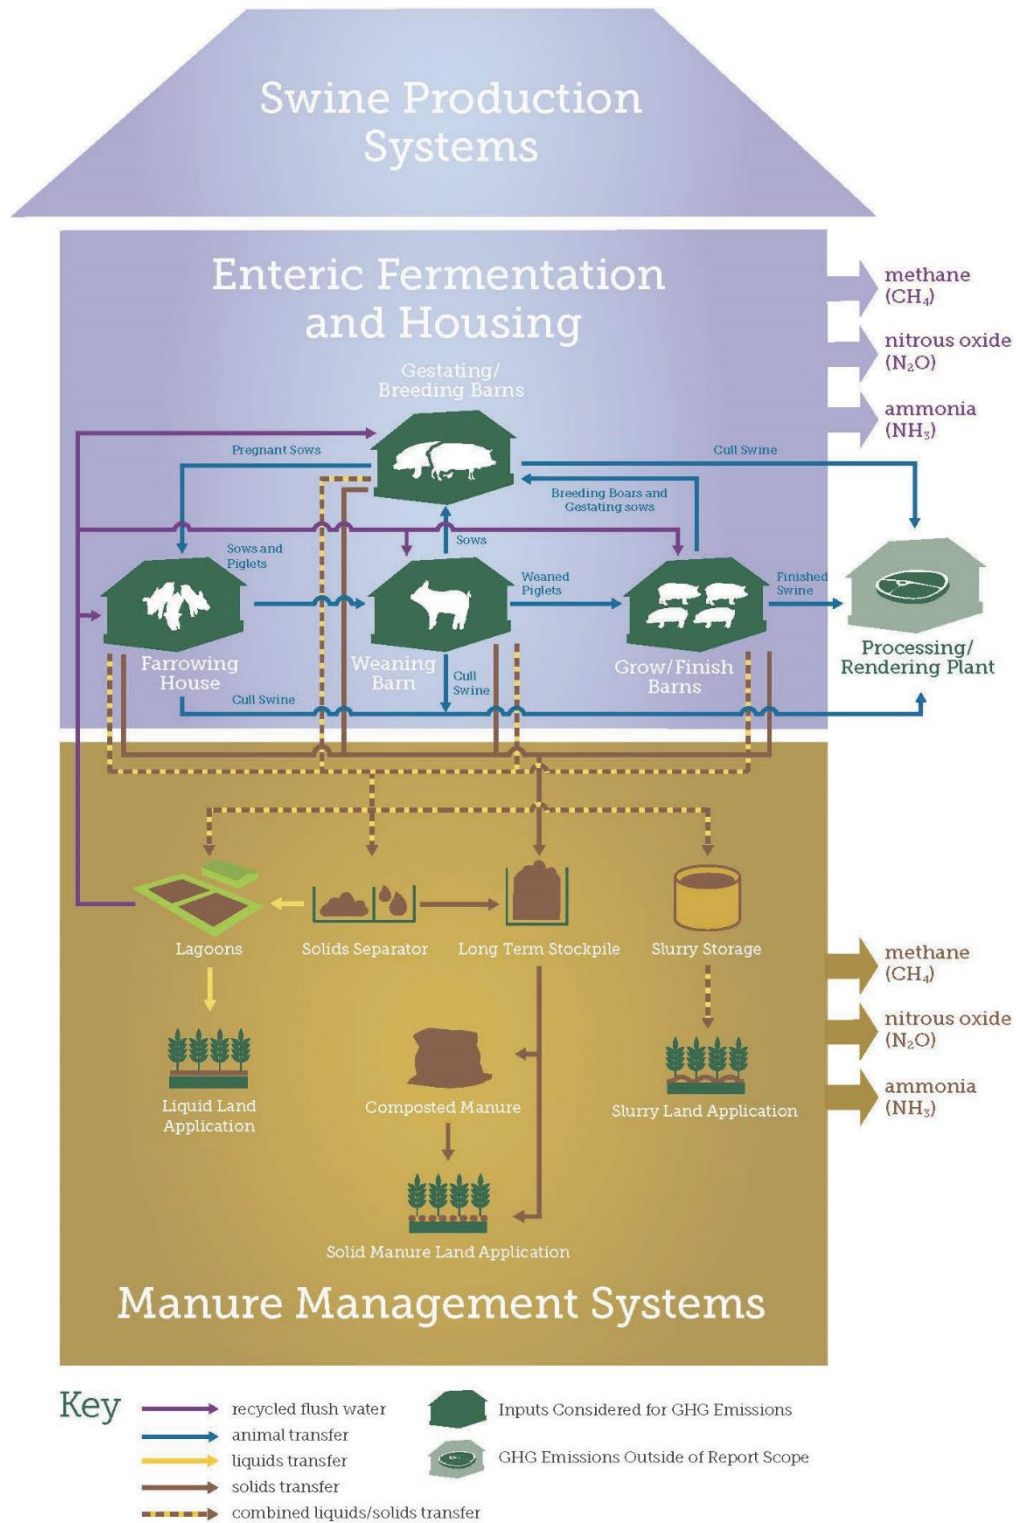 Swine Production
Systems
Enteric Fermentation
and Housing
methane
(CH₄)
nitrous oxide
(N₂O)
ammonia
(NH₃)
Gestating/
Breeding Barns
Pregnant Sows
Cull Swine
Breeding Boars and
Gestating sows
Sows and
Piglets
Sows
Weaned
Piglets
Finished
Swine
Farrowing
House
Weaning
Barn
Grow/Finish
Barns
Processing/
Rendering Plant
Cull Swine
Cull
Swine
Lagoons
Solids Separator
Long Term Stockpile
Slurry Storage
methane
(CH₄)
nitrous oxide
(N₂O)
ammonia
(NH₃)
Liquid Land
Application
Composted Manure
Slurry Land Application
Solid Manure Land Application
Manure Management Systems
Key
recycled flush water
animal transfer
liquids transfer
solids transfer
combined liquids/solids transfer
Inputs Considered for GHG Emissions
GHG Emissions Outside of Report Scope